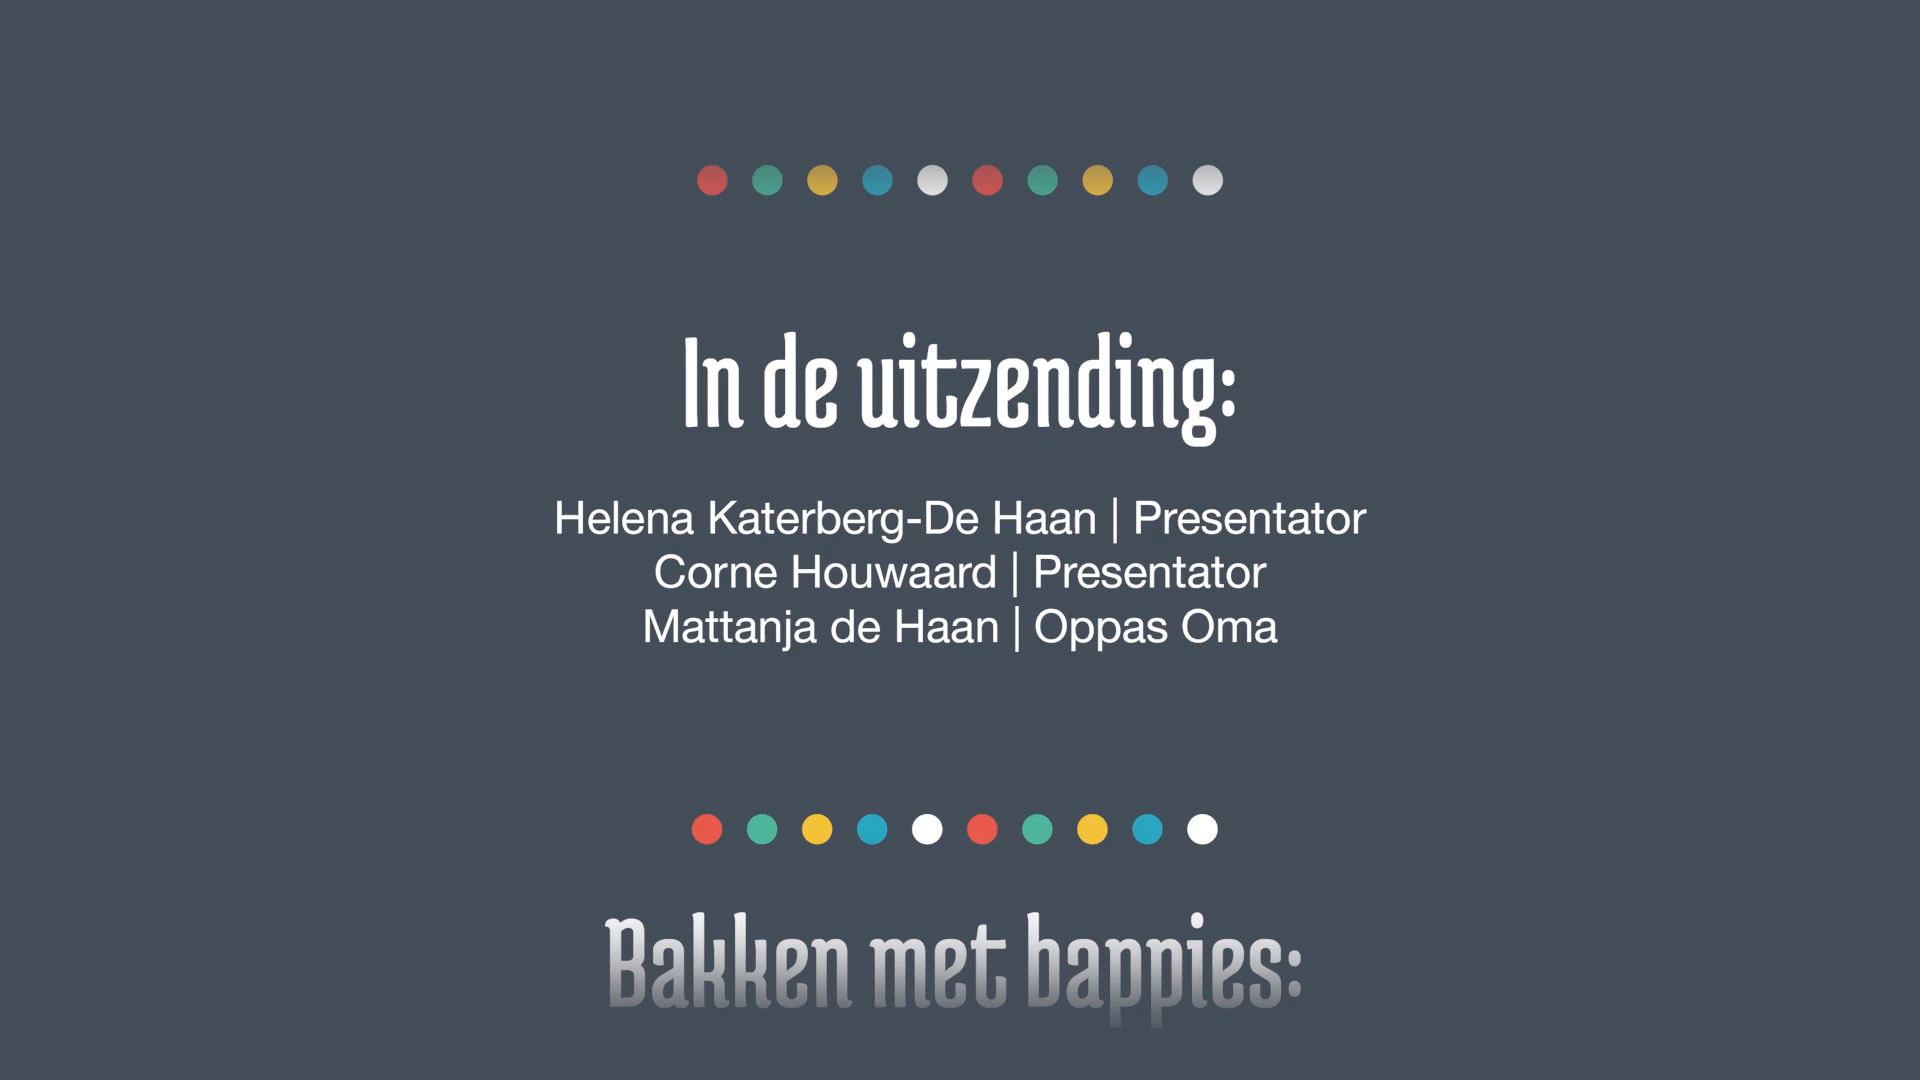 In de uitzending:
Helena Katerberg-De Haan | Presentator
Corne Houwaard | Presentator
Mattanja de Haan | Oppas Oma
Bakken met bappies: